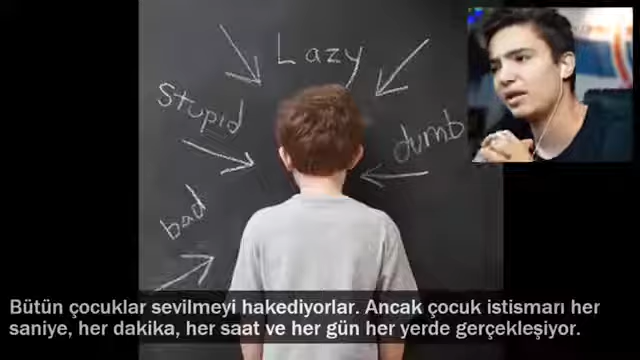 Lazy
Stupid
dumb
bad
Bütün çocuklar sevilmeyi hakediyorlar. Ancak çocuk istismarı her
saniye, her dakika, her saat ve her gün her yerde gerçekleşiyor.